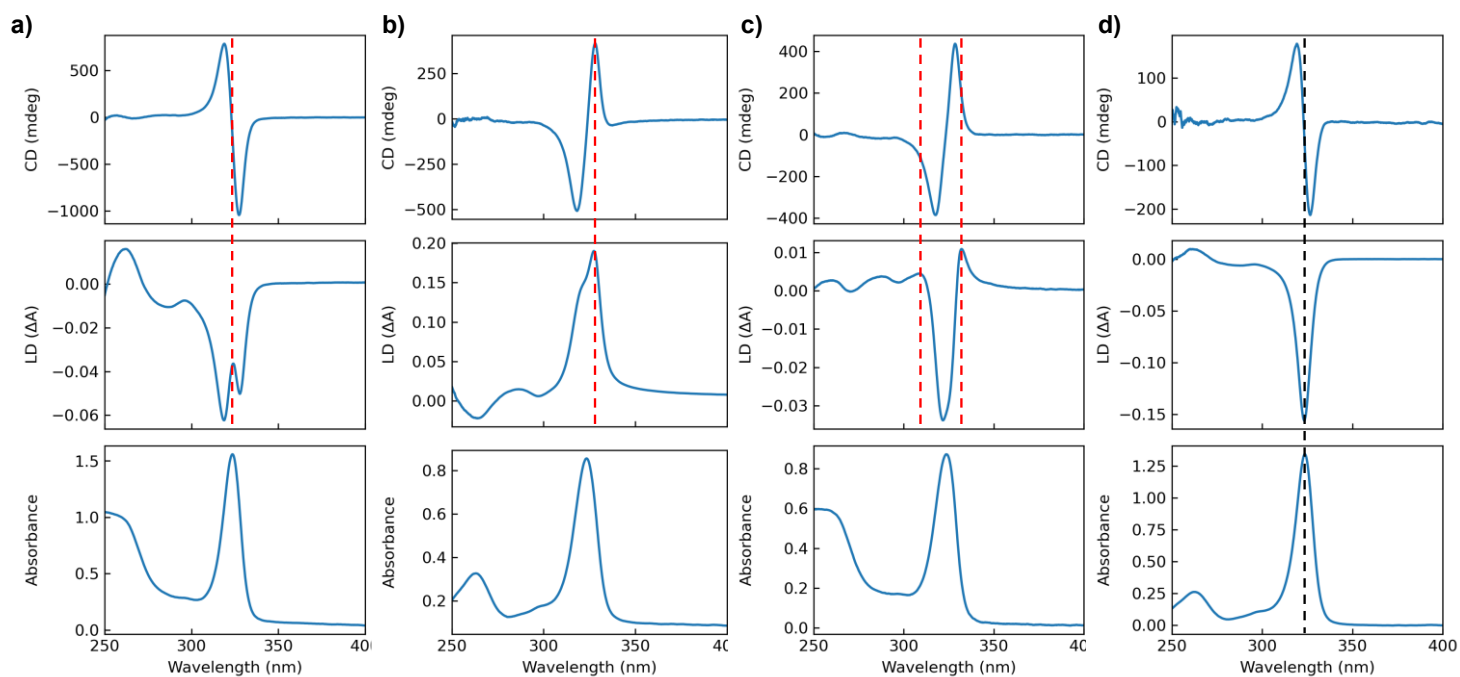 a)
b)
c)
d)
CD (mdeg)
500
0
−500
−1000
CD (mdeg)
250
0
−250
−500
CD (mdeg)
400
200
0
−200
−400
CD (mdeg)
100
0
−100
−200
LD (ΔA)
0.00
−0.02
−0.04
−0.06
LD (ΔA)
0.20
0.15
0.10
0.05
0.00
LD (ΔA)
0.01
0.00
−0.01
−0.02
−0.03
LD (ΔA)
0.00
−0.05
−0.10
−0.15
Absorbance
1.5
1.0
0.5
0.0
250 300 350 400
Wavelength (nm)
Absorbance
0.8
0.6
0.4
0.2
250 300 350 400
Wavelength (nm)
Absorbance
0.8
0.6
0.4
0.2
0.0
250 300 350 40
Wavelength (nm)
Absorbance
1.25
1.00
0.75
0.50
0.25
0.00
250 300 350 400
Wavelength (nm)